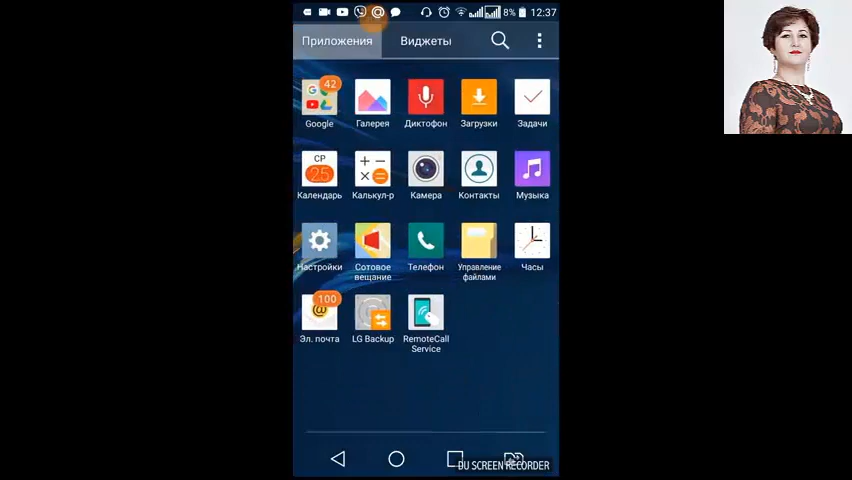 8% 12:37
Приложения Виджеты
42
Google Галерея Диктофон Загрузки Задачи
СР
25
Календарь Калькул-р Камера Контакты Музыка
Настройки Сотовое вещание Телефон Управление файлами Часы
100
Эл. почта LG Backup RemoteCall Service
DU SCREEN RECORDER